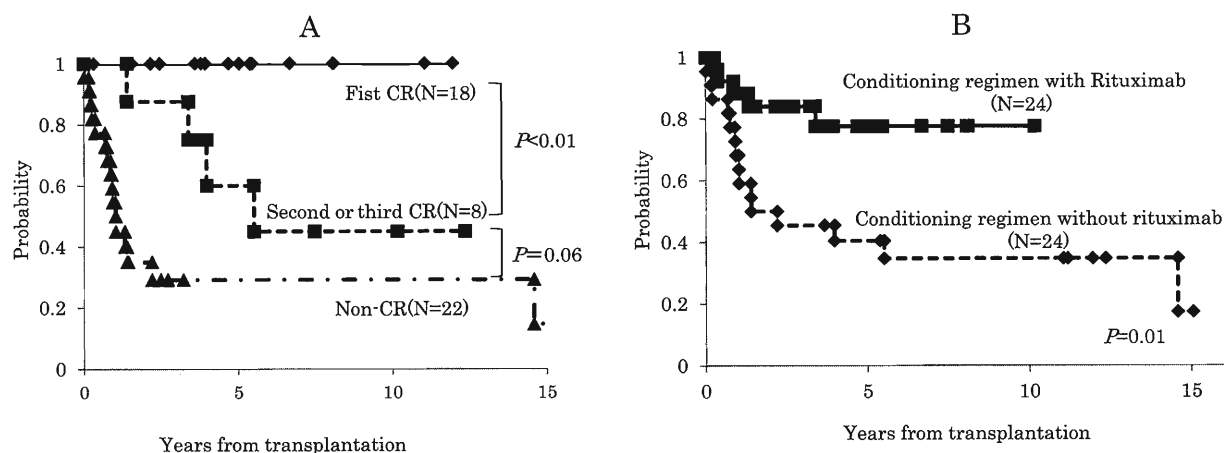 A
1
0.8
0.6
0.4
0.2
0
Probability
Fist CR(N=18)
P<0.01
Second or third CR(N=8)
P=0.06
Non-CR(N=22)
0
5
10
15
Years from transplantation
B
1
0.8
0.6
0.4
0.2
0
Probability
Conditioning regimen with Rituximab
(N=24)
Conditioning regimen without rituximab
(N=24)
P=0.01
0
5
10
15
Years from transplantation